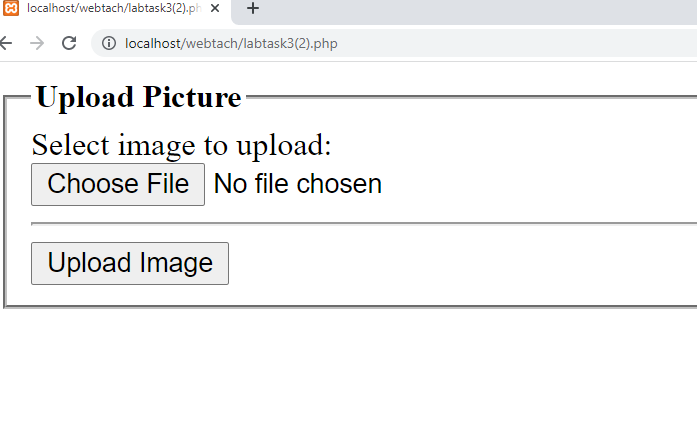 localhost/webtach/labtask3(2).ph
localhost/webtach/labtask3(2).php
Upload Picture
Select image to upload:
Choose File No file chosen
Upload Image